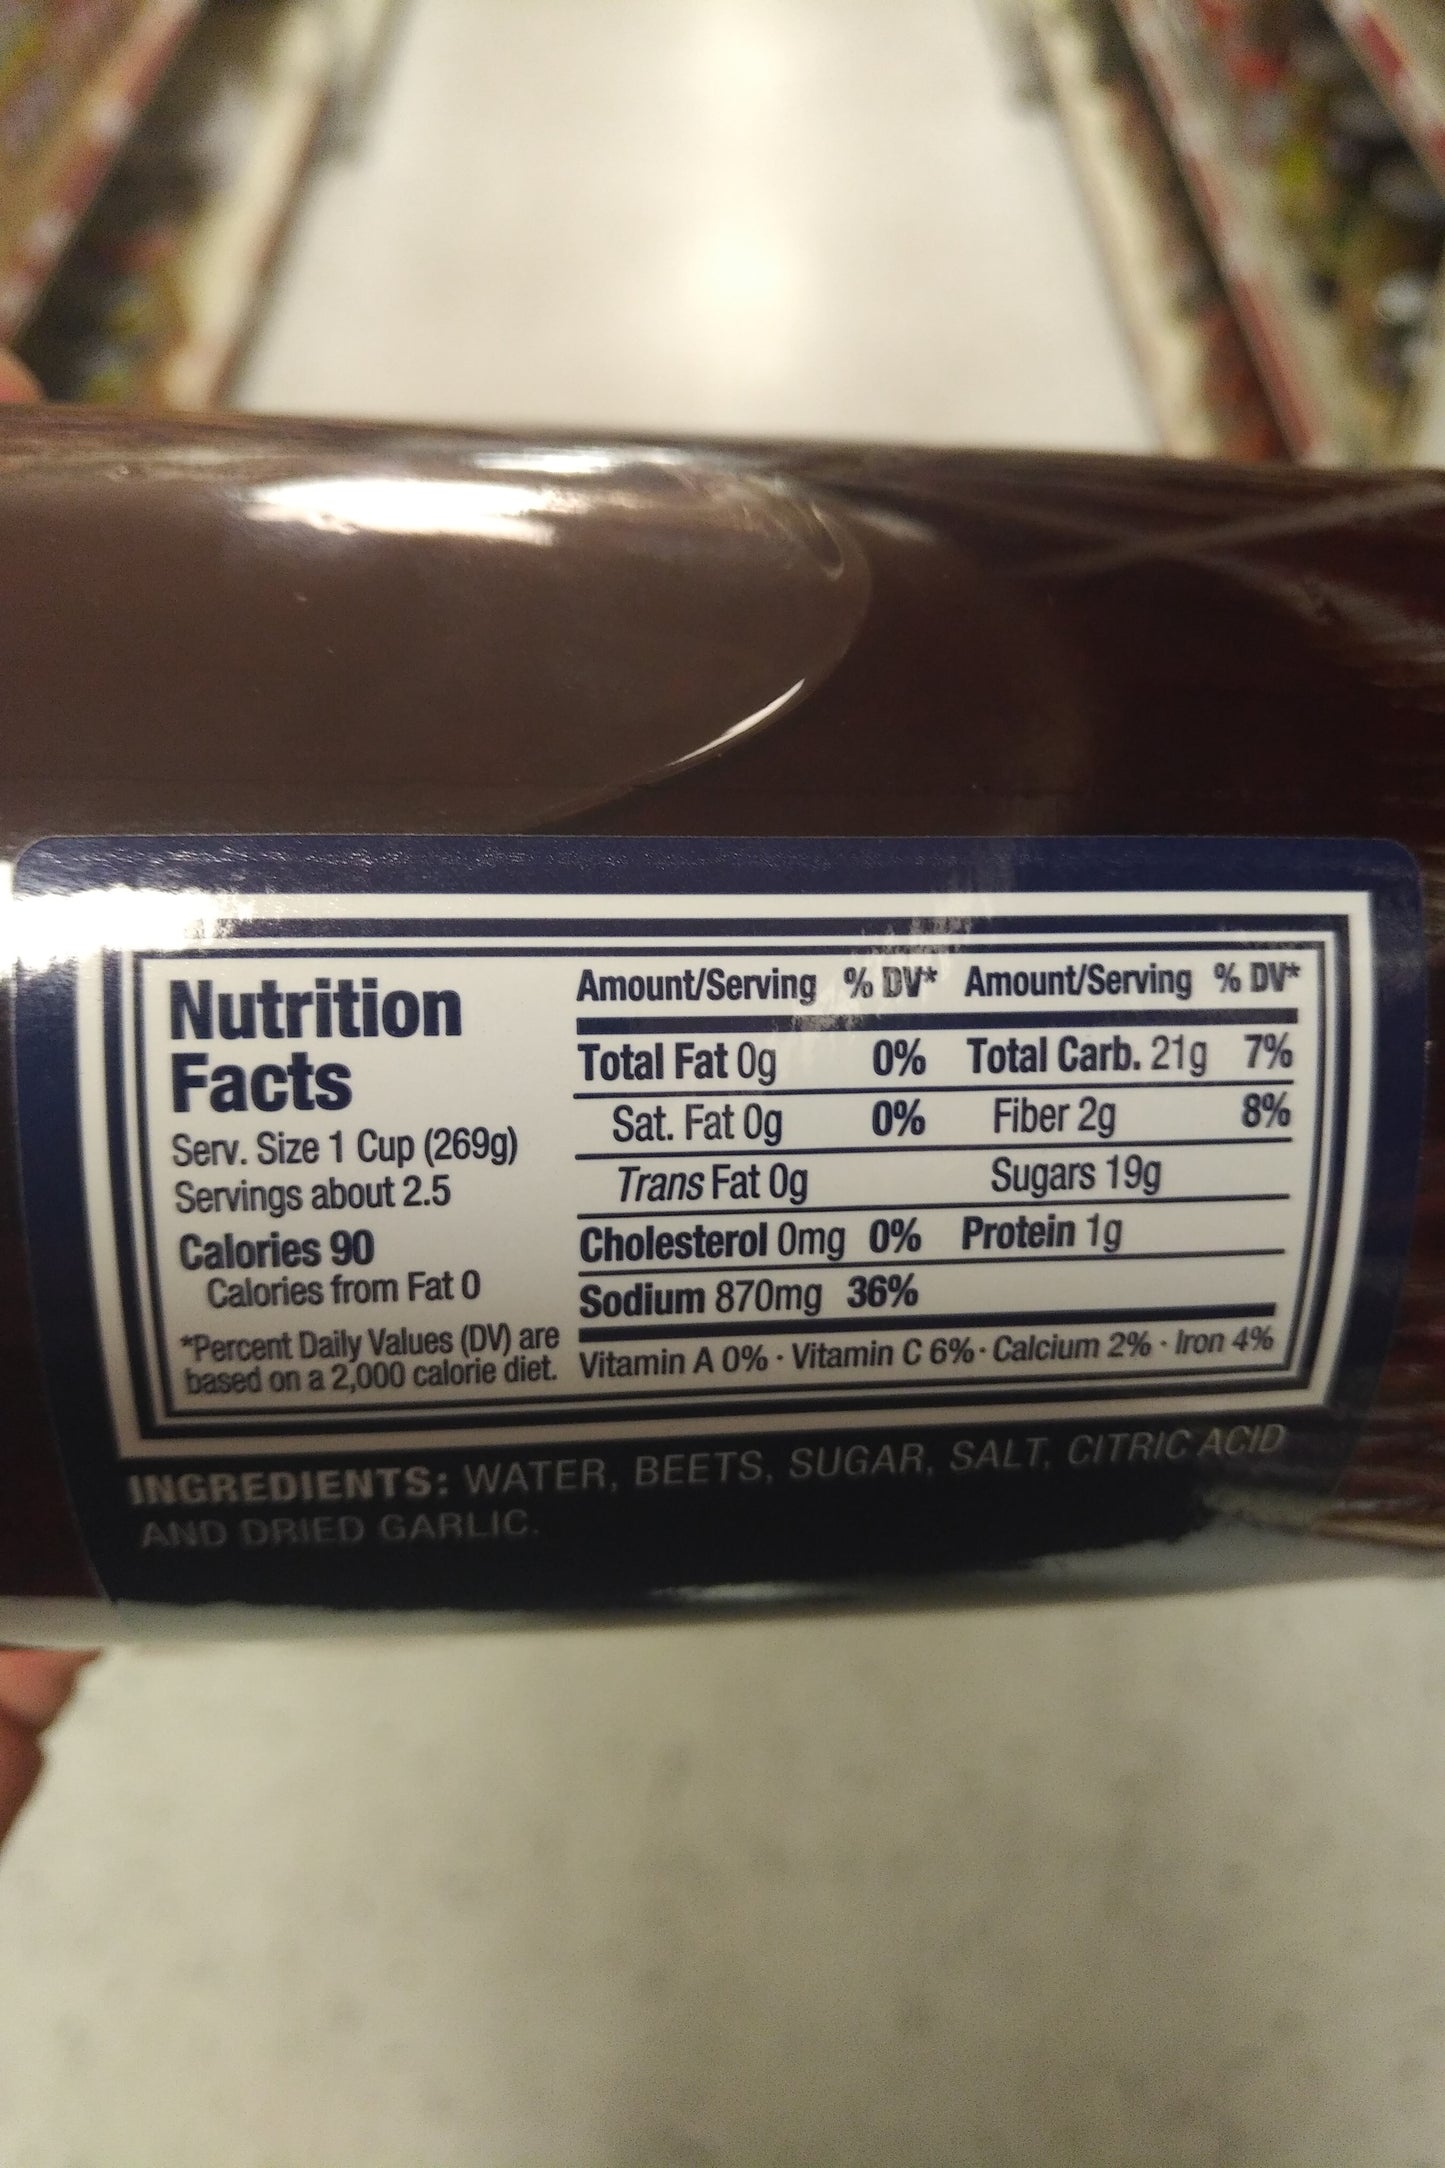 Nutrition
Facts
Serv. Size 1 Cup (269g)
Servings about 2.5
Calories 90
Calories from Fat 0
*Percent Daily Values (DV) are
based on a 2,000 calorie diet.
Amount/Serving % DV* Amount/Serving % DV*
Total Fat 0g 0% Total Carb. 21g 7%
Sat. Fat 0g 0% Fiber 2g 8%
Trans Fat 0g Sugars 19g
Cholesterol 0mg 0% Protein 1g
Sodium 870mg 36%
Vitamin A 0% · Vitamin C 6% · Calcium 2% · Iron 4%
INGREDIENTS: WATER, BEETS, SUGAR, SALT, CITRIC ACID
AND DRIED GARLIC.